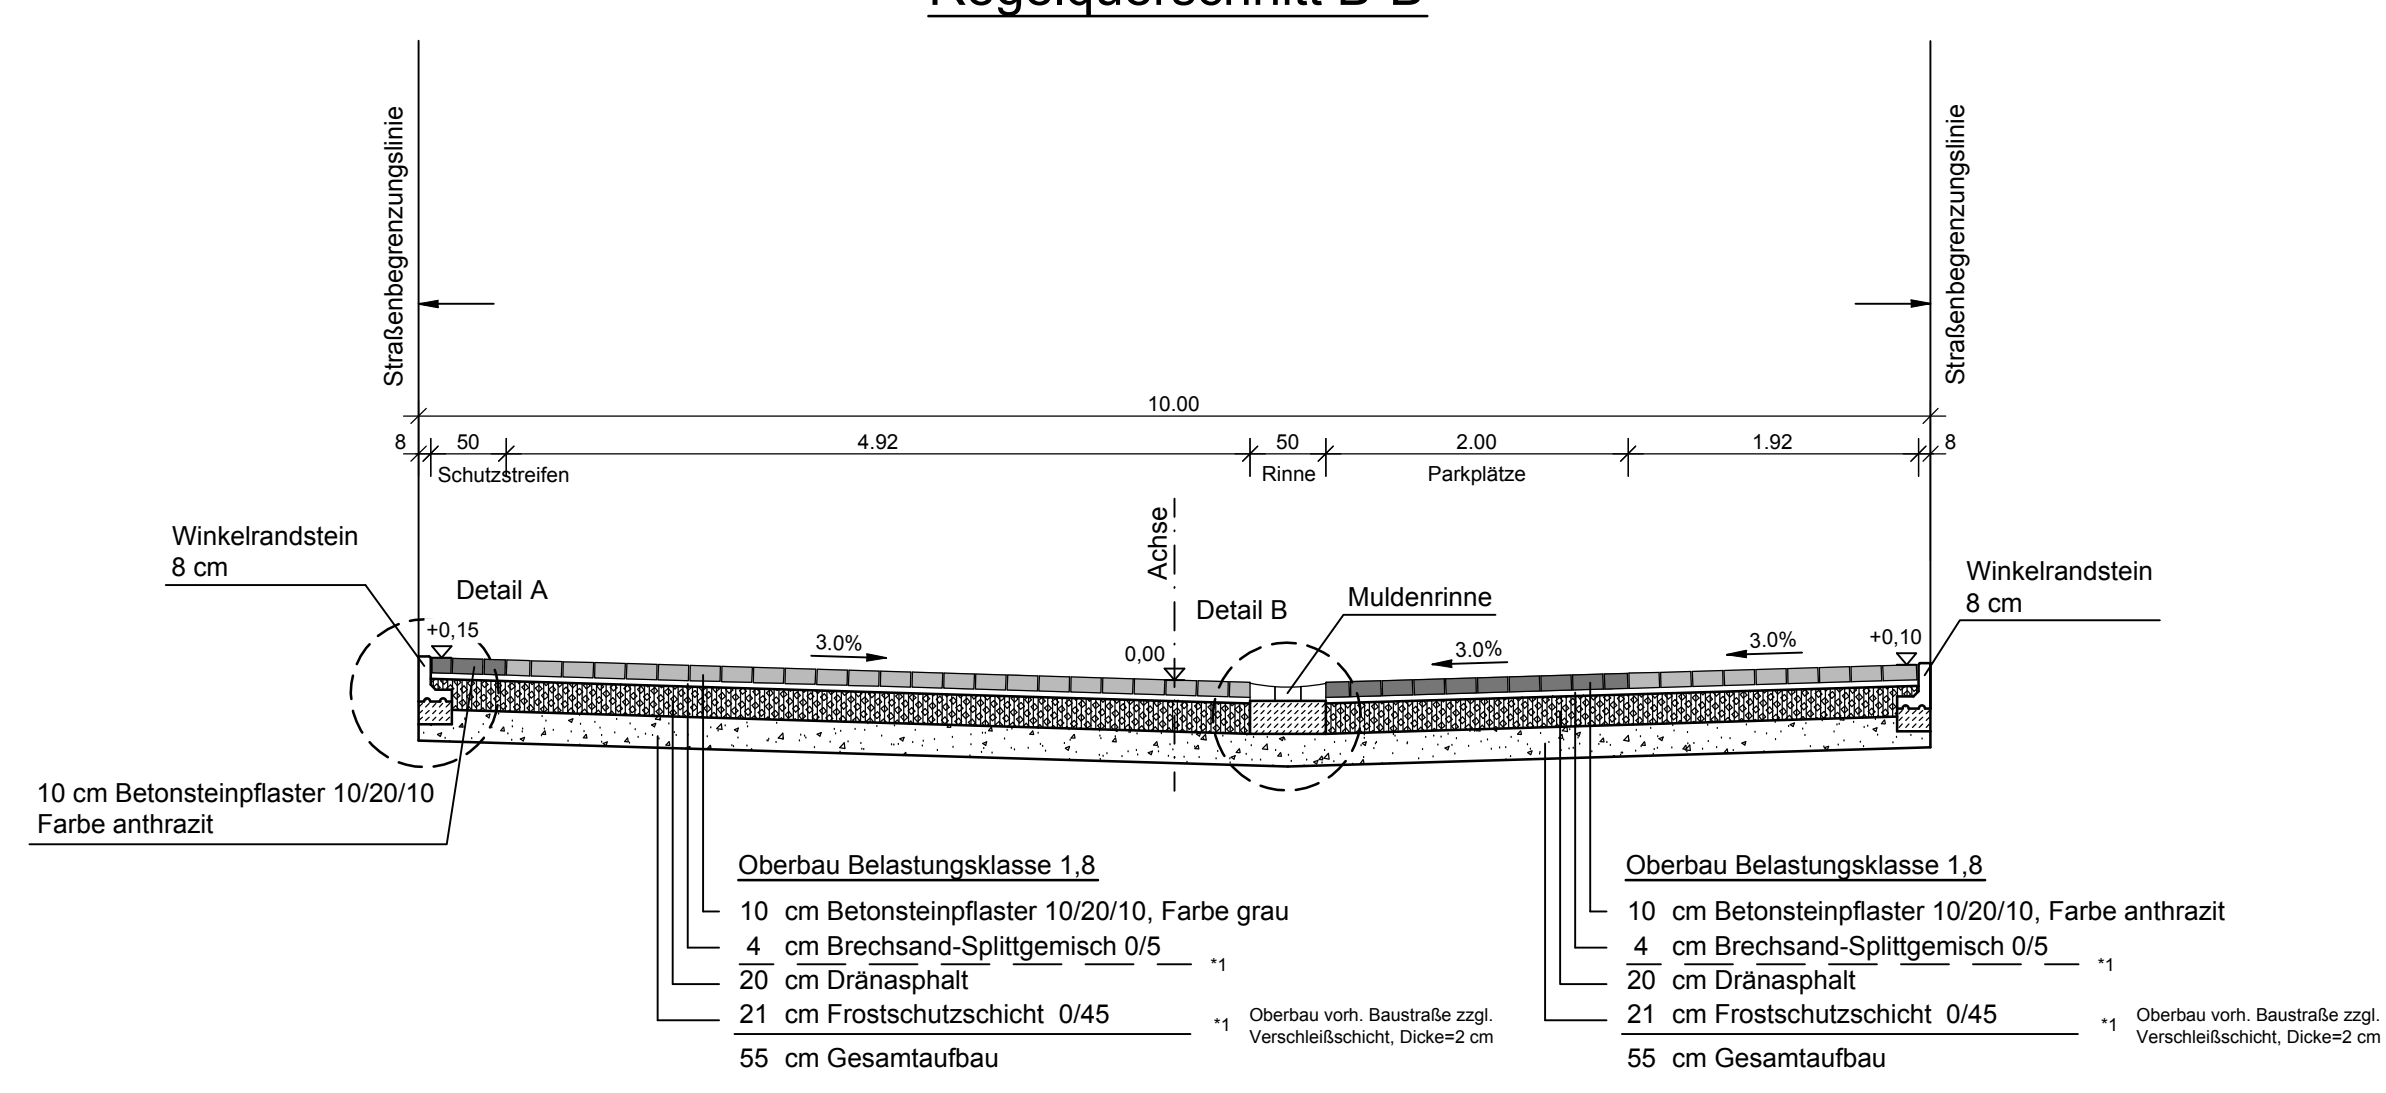 Regelquerschnitt B-B
Straßenbegrenzungslinie
Straßenbegrenzungslinie
10.00
8
50
4.92
50
2.00
1.92
8
Schutzstreifen
Rinne
Parkplätze
Winkelrandstein
8 cm
Achse
Winkelrandstein
8 cm
Detail A
Detail B
Muldenrinne
+0,15
3.0%
0,00
3.0%
3.0%
+0,10
10 cm Betonsteinpflaster 10/20/10
Farbe anthrazit
Oberbau Belastungsklasse 1,8
10 cm Betonsteinpflaster 10/20/10, Farbe grau
4 cm Brechsand-Splittgemisch 0/5
*1
20 cm Dränasphalt
21 cm Frostschutzschicht 0/45
55 cm Gesamtaufbau
*1 Oberbau vorh. Baustraße zzgl.
Verschleißschicht, Dicke=2 cm
Oberbau Belastungsklasse 1,8
10 cm Betonsteinpflaster 10/20/10, Farbe anthrazit
4 cm Brechsand-Splittgemisch 0/5
*1
20 cm Dränasphalt
21 cm Frostschutzschicht 0/45
55 cm Gesamtaufbau
*1 Oberbau vorh. Baustraße zzgl.
Verschleißschicht, Dicke=2 cm